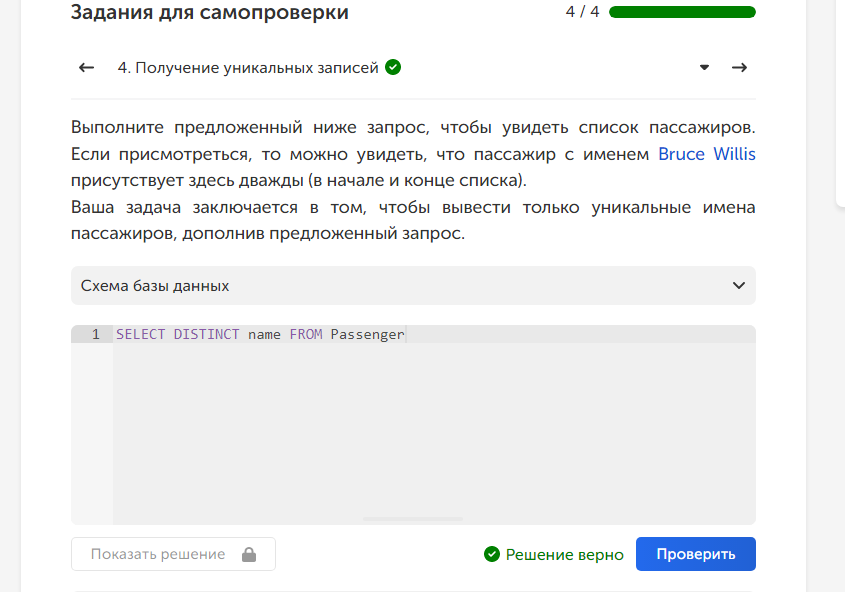 Задания для самопроверки
4 / 4
4. Получение уникальных записей
Выполните предложенный ниже запрос, чтобы увидеть список пассажиров.
Если присмотреться, то можно увидеть, что пассажир с именем Bruce Willis
присутствует здесь дважды (в начале и конце списка).
Ваша задача заключается в том, чтобы вывести только уникальные имена
пассажиров, дополнив предложенный запрос.
Схема базы данных
1 SELECT DISTINCT name FROM Passenger
Показать решение
Решение верно
Проверить